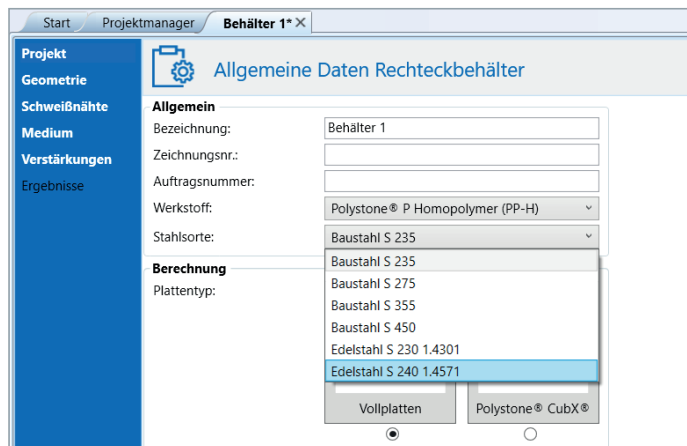 Start Projektmanager Behälter 1*
Projekt
Geometrie
Schweißnähte
Medium
Verstärkungen
Ergebnisse
Allgemeine Daten Rechteckbehälter
Allgemein
Bezeichnung: Behälter 1
Zeichnungsnr.:
Auftragsnummer:
Werkstoff: Polystone® P Homopolymer (PP-H)
Stahlsorte: Baustahl S 235
Baustahl S 235
Baustahl S 275
Baustahl S 355
Baustahl S 450
Edelstahl S 230 1.4301
Edelstahl S 240 1.4571
Berechnung
Plattentyp:
Vollplatten Polystone® CubX®